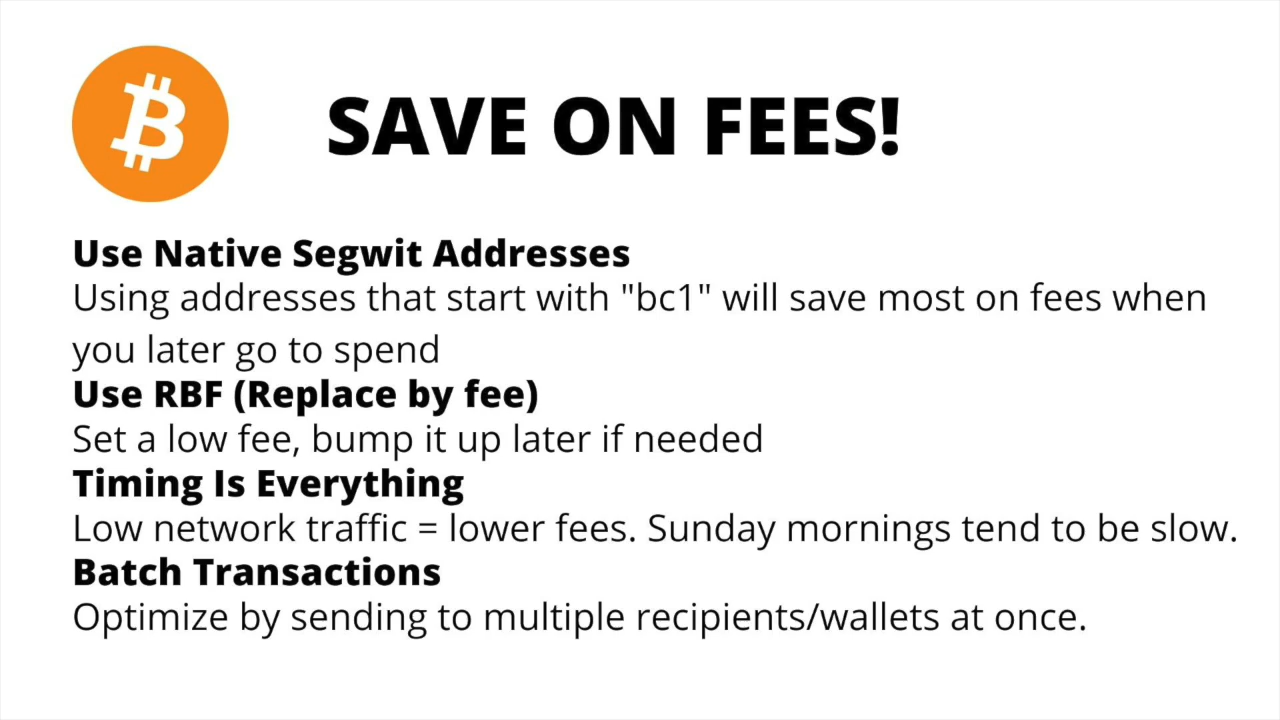 SAVE ON FEES!
Use Native Segwit Addresses
Using addresses that start with "bc1" will save most on fees when
you later go to spend
Use RBF (Replace by fee)
Set a low fee, bump it up later if needed
Timing Is Everything
Low network traffic = lower fees. Sunday mornings tend to be slow.
Batch Transactions
Optimize by sending to multiple recipients/wallets at once.